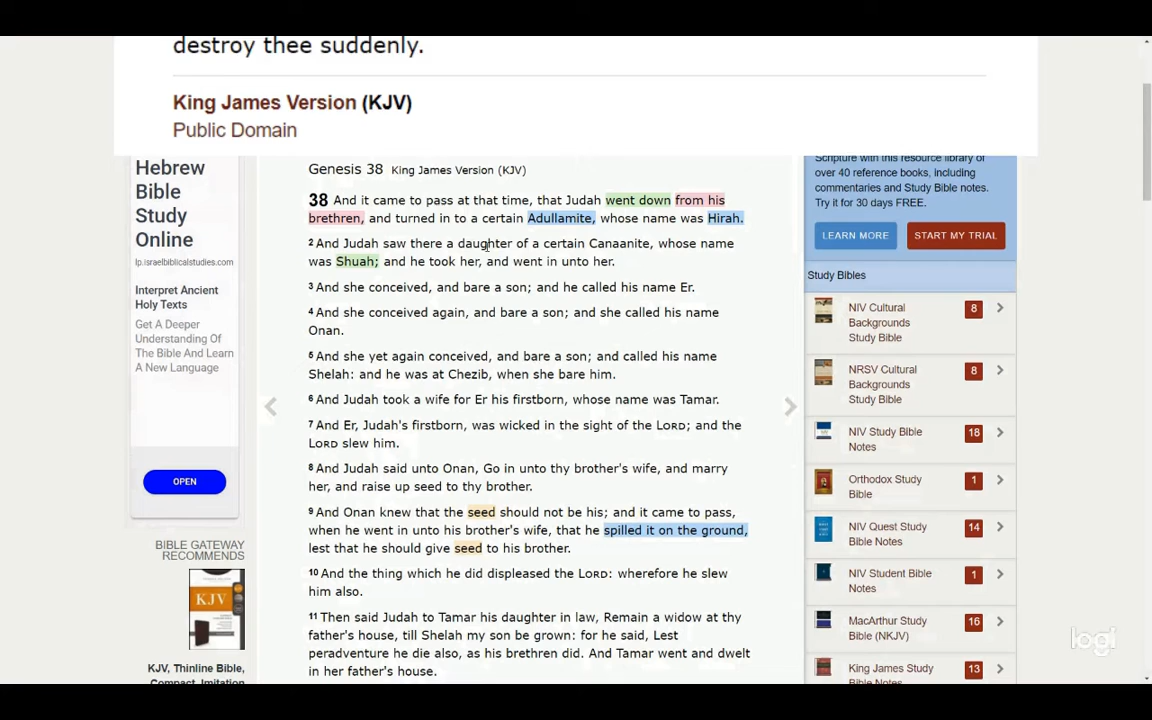 destroy thee suddenly.
King James Version (KJV)
Public Domain
Hebrew
Bible
Study
Online
lp.israelbiblicalstudies.com
Interpret Ancient
Holy Texts
Get A Deeper
Understanding Of
The Bible And Learn
A New Language
OPEN
BIBLE GATEWAY
RECOMMENDS
KJV
KJV, Thinline Bible,
Compact, Imitation
Genesis 38 King James Version (KJV)
38 And it came to pass at that time, that Judah went down from his
brethren, and turned in to a certain Adullamite, whose name was Hirah.
2 And Judah saw there a daughter of a certain Canaanite, whose name
was Shuah; and he took her, and went in unto her.
3 And she conceived, and bare a son; and he called his name Er.
4 And she conceived again, and bare a son; and she called his name
Onan.
5 And she yet again conceived, and bare a son; and called his name
Shelah: and he was at Chezib, when she bare him.
6 And Judah took a wife for Er his firstborn, whose name was Tamar.
7 And Er, Judah's firstborn, was wicked in the sight of the LORD; and the
LORD slew him.
8 And Judah said unto Onan, Go in unto thy brother's wife, and marry
her, and raise up seed to thy brother.
9 And Onan knew that the seed should not be his; and it came to pass,
when he went in unto his brother's wife, that he spilled it on the ground,
lest that he should give seed to his brother.
10 And the thing which he did displeased the LORD: wherefore he slew
him also.
11 Then said Judah to Tamar his daughter in law, Remain a widow at thy
father's house, till Shelah my son be grown: for he said, Lest
peradventure he die also, as his brethren did. And Tamar went and dwelt
in her father's house.
Scripture with this resource library of
over 40 reference books, including
commentaries and Study Bible notes.
Try it for 30 days FREE.
LEARN MORE START MY TRIAL
Study Bibles
NIV Cultural
Backgrounds
Study Bible
8
NRSV Cultural
Backgrounds
Study Bible
8
NIV Study Bible
Notes
18
Orthodox Study
Bible
1
NIV Quest Study
Bible Notes
14
NIV Student Bible
Notes
1
MacArthur Study
Bible (NKJV)
16
King James Study
Bible Notes
13
logi